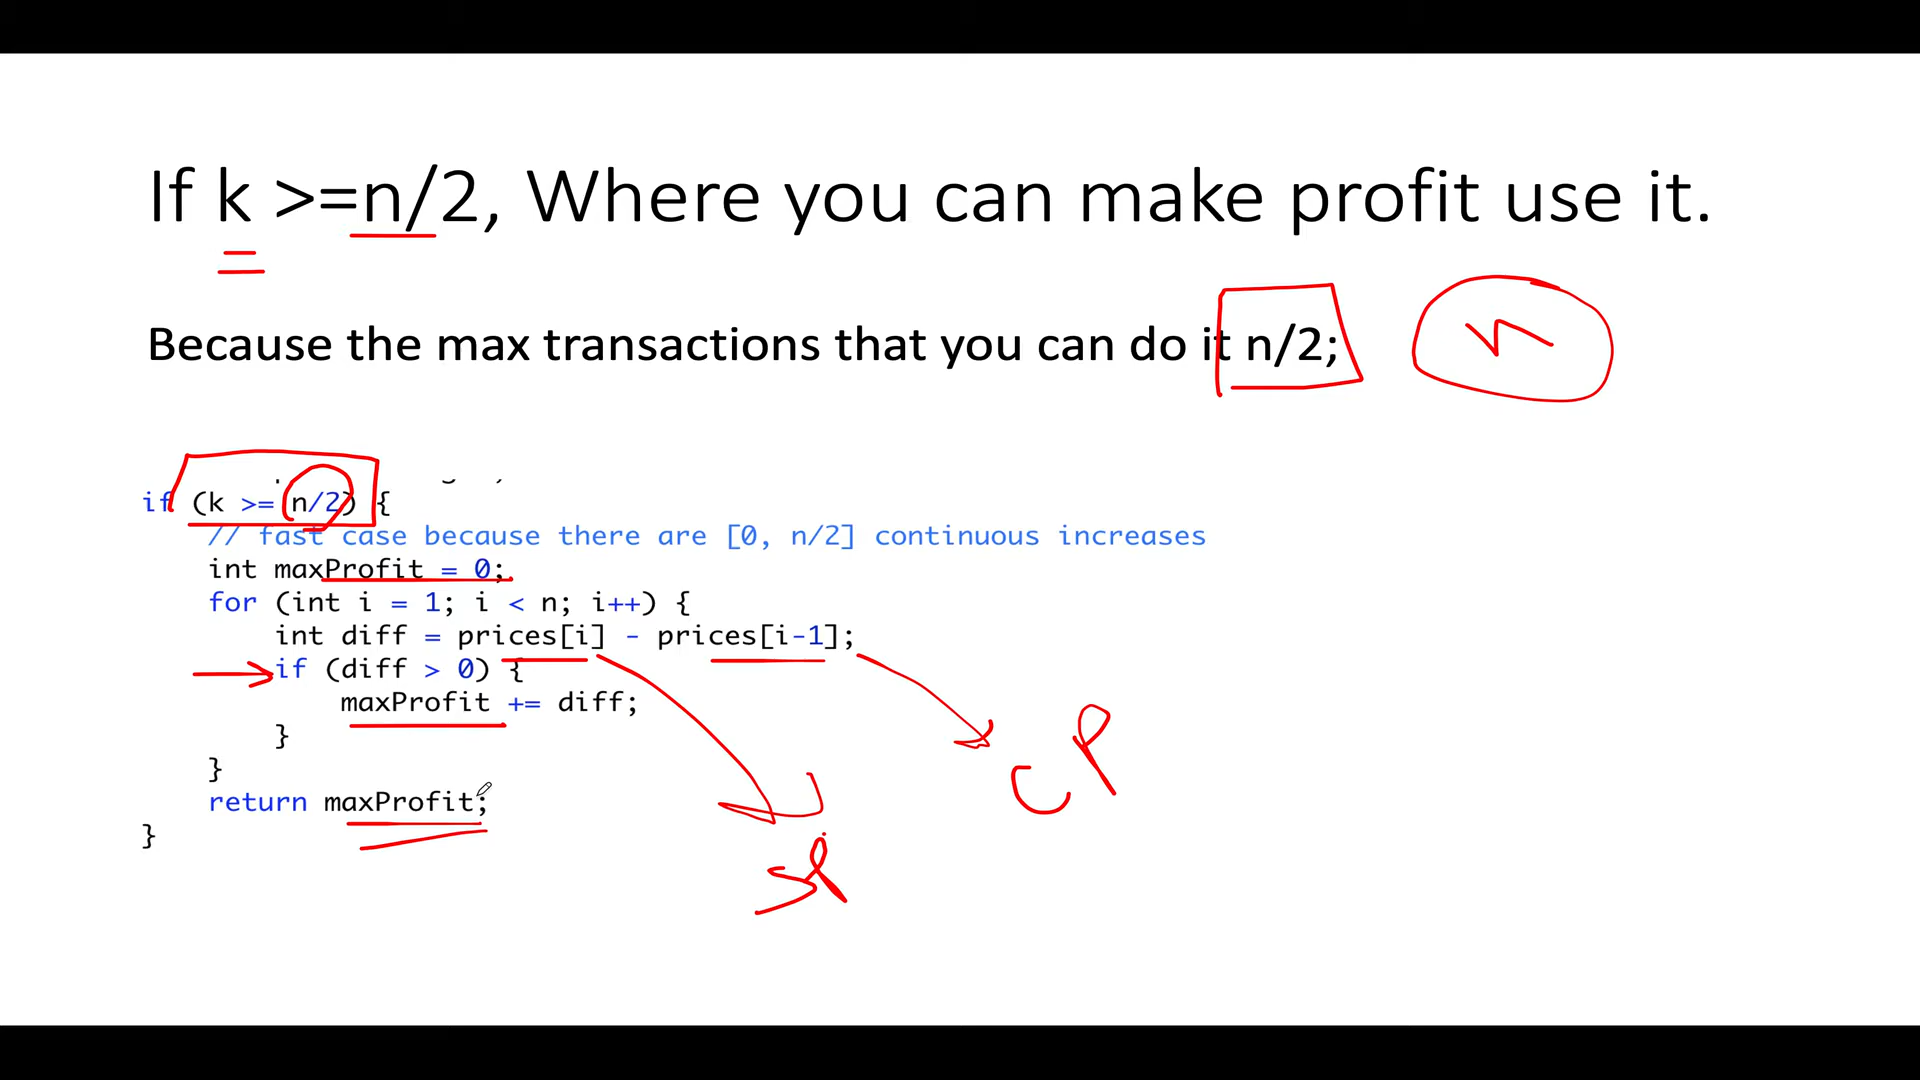 If k >=n/2, Where you can make profit use it.
Because the max transactions that you can do it n/2;
n
if (k >= n/2) {
// fast case because there are [0, n/2] continuous increases
int maxProfit = 0;
for (int i = 1; i < n; i++) {
int diff = prices[i] - prices[i-1];
if (diff > 0) {
maxProfit += diff;
}
}
return maxProfit;
}
CP
SP